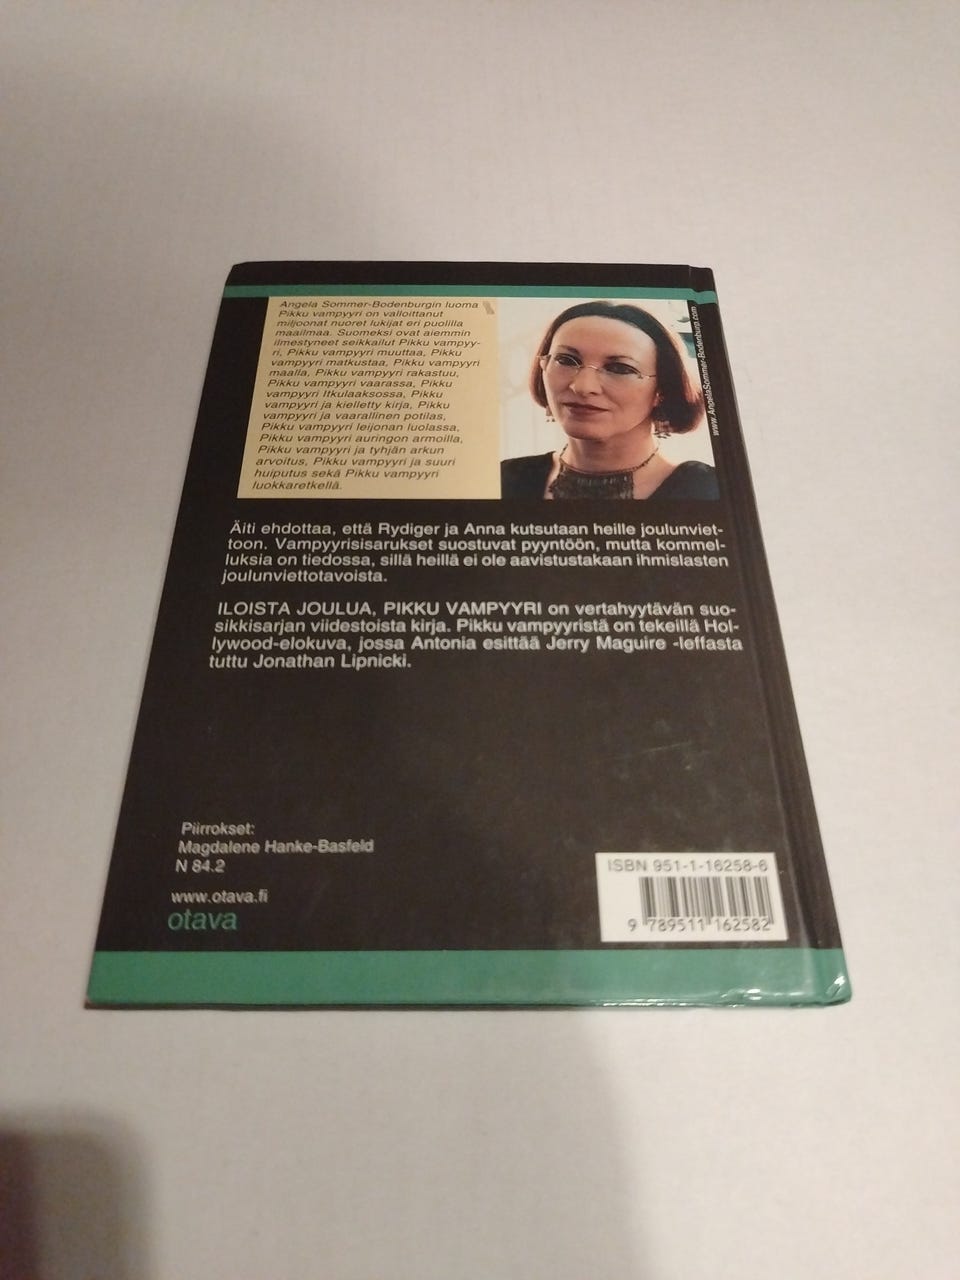 Angela Sommer-Bodenburgin luoma
Pikku vampyyri on valloittanut
miljoonat nuoret lukijat eri puolilla
maailmaa. Suomeksi ovat aiemmin
ilmestyneet seikkailut Pikku vampyy-
ri, Pikku vampyyri muuttaa, Pikku
vampyyri matkustaa, Pikku vampyyri
maalla, Pikku vampyyri rakastuu,
Pikku vampyyri vaarassa, Pikku
vampyyri Itkulaaksossa, Pikku
vampyyri ja kielletty kirja, Pikku
vampyyri ja vaarallinen potilas,
Pikku vampyyri leijonan luolassa,
Pikku vampyyri auringon armoilla,
Pikku vampyyri ja tyhjän arkun
arvoitus, Pikku vampyyri ja suuri
huiputus sekä Pikku vampyyri
luokkaretkellä.
www.AngelaSommer-Bodenburg.com
Äiti ehdottaa, että Rydiger ja Anna kutsutaan heille joulunviet-
toon. Vampyyrisisarukset suostuvat pyyntöön, mutta kommel-
luksia on tiedossa, sillä heillä ei ole aavistustakaan ihmislasten
joulunviettotavoista.
ILOISTA JOULUA, PIKKU VAMPYYRI on vertahyytävän suo-
sikkisarjan viidestoista kirja. Pikku vampyyristä on tekeillä Hol-
lywood-elokuva, jossa Antonia esittää Jerry Maguire -leffasta
tuttu Jonathan Lipnicki.
Piirrokset:
Magdalene Hanke-Basfeld
N 84.2
www.otava.fi
otava
ISBN 951-1-16258-6
9 789511 162582